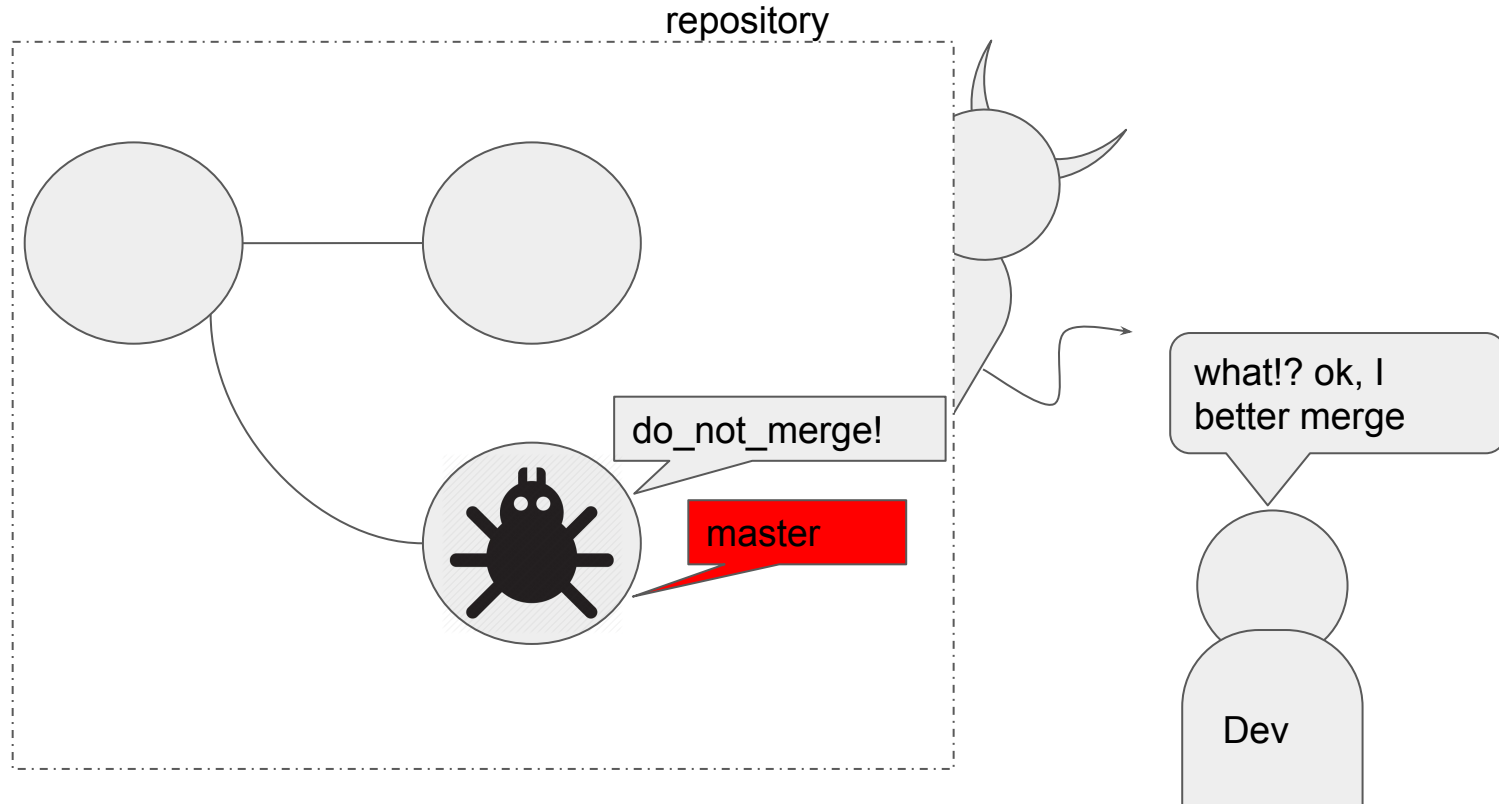 repository
what!? ok, I
better merge
do_not_merge!
master
Dev